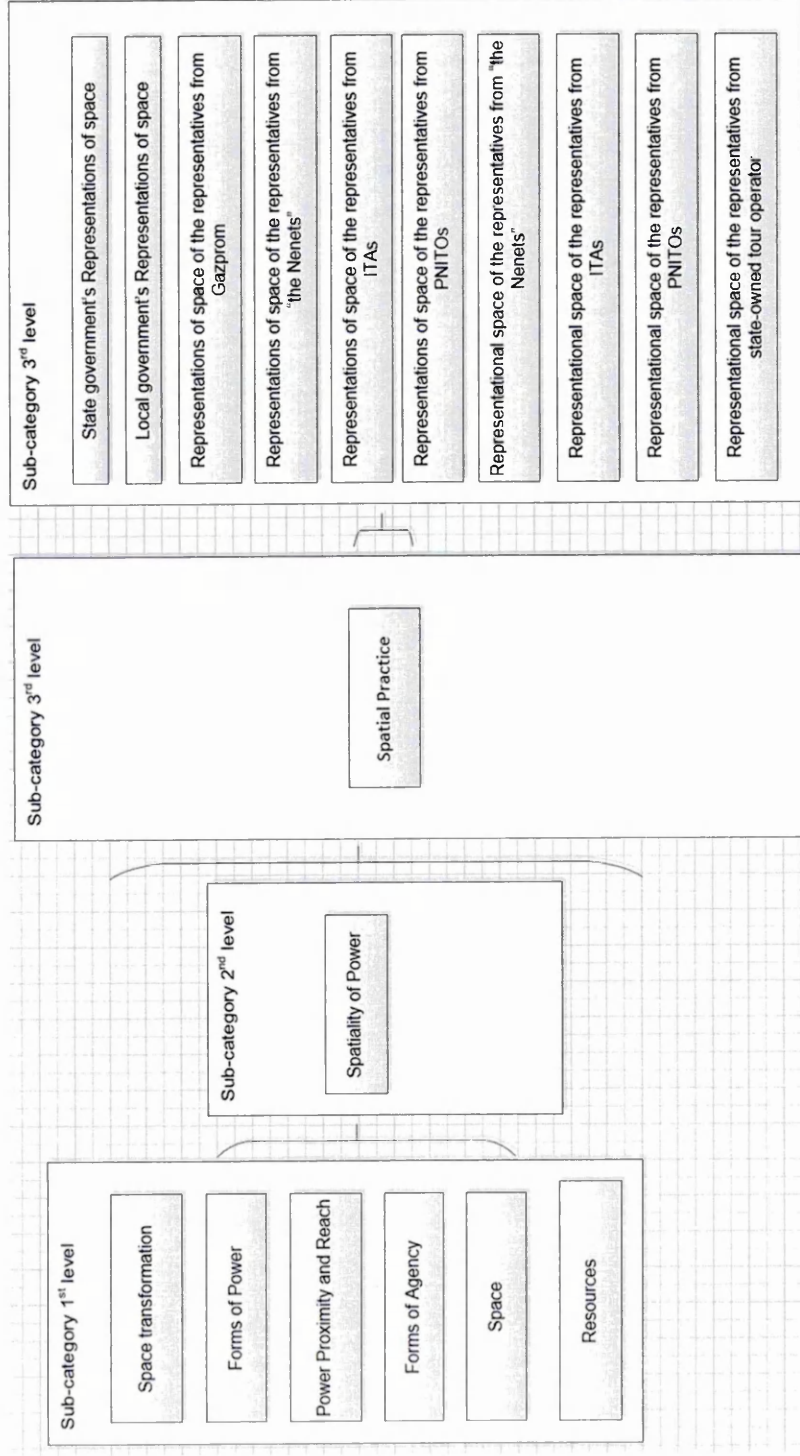 Sub-category 1st level
Space transformation
Forms of Power
Power Proximity and Reach
Forms of Agency
Space
Resources
Sub-category 2nd level
Spatiality of Power
Sub-category 3rd level
Spatial Practice
Sub-category 3rd level
State government's Representations of space
Local government's Representations of space
Representations of space of the representatives from
Gazprom
Representations of space of the representatives from
"the Nenets"
Representations of space of the representatives from
ITAs
Representations of space of the representatives from
PNITOs
Representational space of the representatives from "the
Nenets"
Representational space of the representatives from
ITAs
Representational space of the representatives from
PNITOs
Representational space of the representatives from
state-owned tour operator